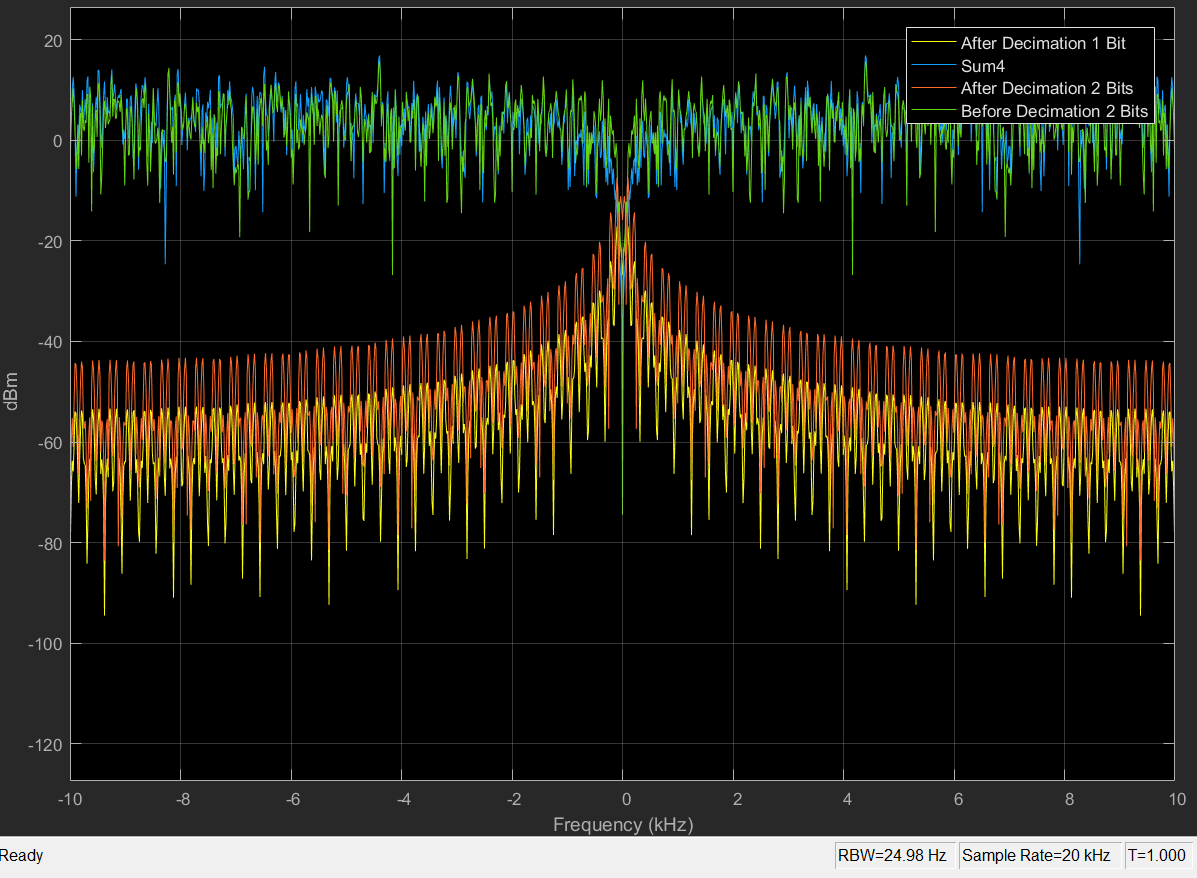 After Decimation 1 Bit
Sum4
After Decimation 2 Bits
Before Decimation 2 Bits
20
0
-20
-40
-60
-80
-100
-120
dBm
-10 -8 -6 -4 -2 0 2 4 6 8 10
Frequency (kHz)
Ready RBW=24.98 Hz Sample Rate=20 kHz T=1.000